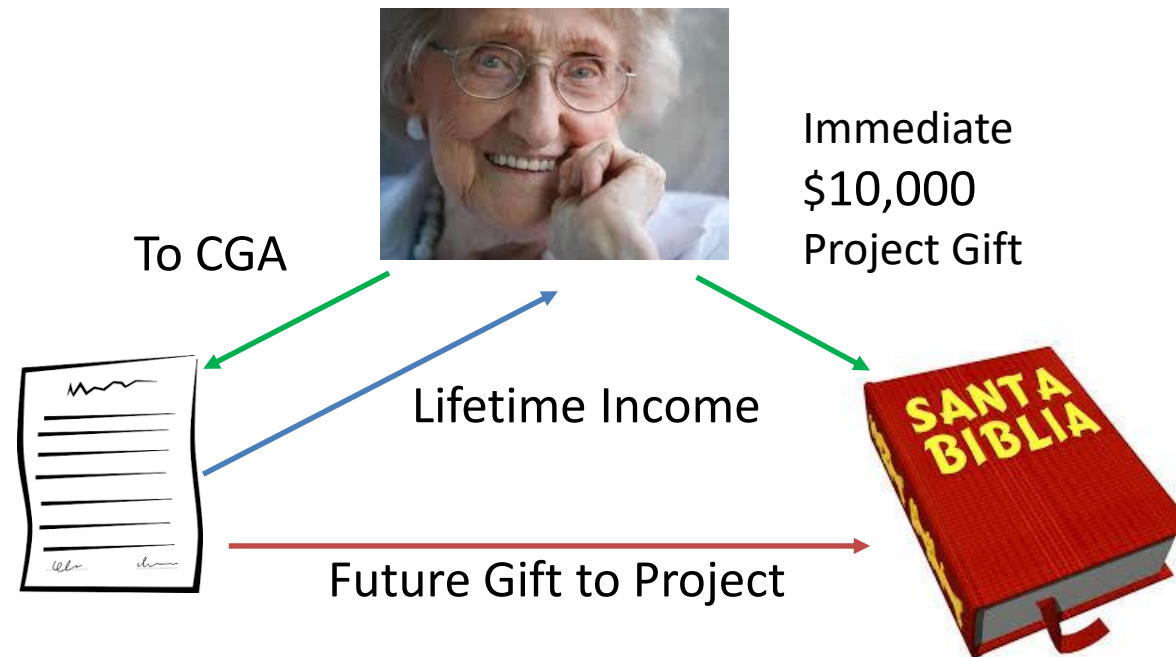 Immediate
$10,000
Project Gift
To CGA
Lifetime Income
SANTA
BIBLIA
Future Gift to Project